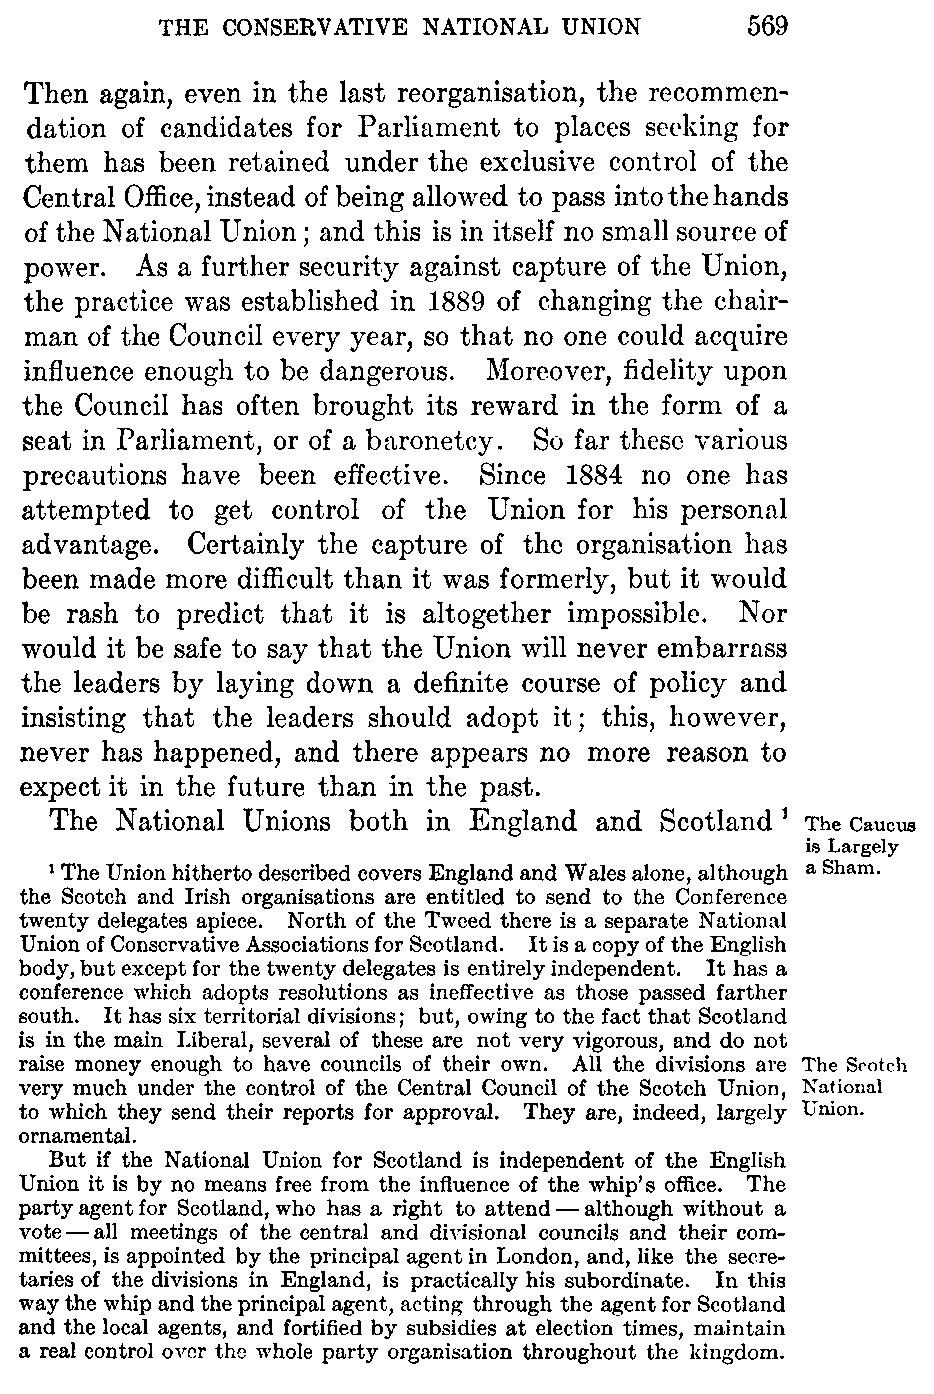 THE CONSERVATIVE NATIONAL UNION 569
Then again, even in the last reorganisation, the recommen-
dation of candidates for Parliament to places seeking for
them has been retained under the exclusive control of the
Central Office, instead of being allowed to pass into the hands
of the National Union; and this is in itself no small source of
power. As a further security against capture of the Union,
the practice was established in 1889 of changing the chair-
man of the Council every year, so that no one could acquire
influence enough to be dangerous. Moreover, fidelity upon
the Council has often brought its reward in the form of a
seat in Parliament, or of a baronetcy. So far these various
precautions have been effective. Since 1884 no one has
attempted to get control of the Union for his personal
advantage. Certainly the capture of the organisation has
been made more difficult than it was formerly, but it would
be rash to predict that it is altogether impossible. Nor
would it be safe to say that the Union will never embarrass
the leaders by laying down a definite course of policy and
insisting that the leaders should adopt it; this, however,
never has happened, and there appears no more reason to
expect it in the future than in the past.
The National Unions both in England and Scotland ¹
The Caucus
is Largely
a Sham.
¹ The Union hitherto described covers England and Wales alone, although
the Scotch and Irish organisations are entitled to send to the Conference
twenty delegates apiece. North of the Tweed there is a separate National
Union of Conservative Associations for Scotland. It is a copy of the English
body, but except for the twenty delegates is entirely independent. It has a
conference which adopts resolutions as ineffective as those passed farther
south. It has six territorial divisions; but, owing to the fact that Scotland
is in the main Liberal, several of these are not very vigorous, and do not
raise money enough to have councils of their own. All the divisions are
very much under the control of the Central Council of the Scotch Union,
to which they send their reports for approval. They are, indeed, largely
ornamental.
The Scotch
National
Union.
But if the National Union for Scotland is independent of the English
Union it is by no means free from the influence of the whip's office. The
party agent for Scotland, who has a right to attend — although without a
vote — all meetings of the central and divisional councils and their com-
mittees, is appointed by the principal agent in London, and, like the secre-
taries of the divisions in England, is practically his subordinate. In this
way the whip and the principal agent, acting through the agent for Scotland
and the local agents, and fortified by subsidies at election times, maintain
a real control over the whole party organisation throughout the kingdom.